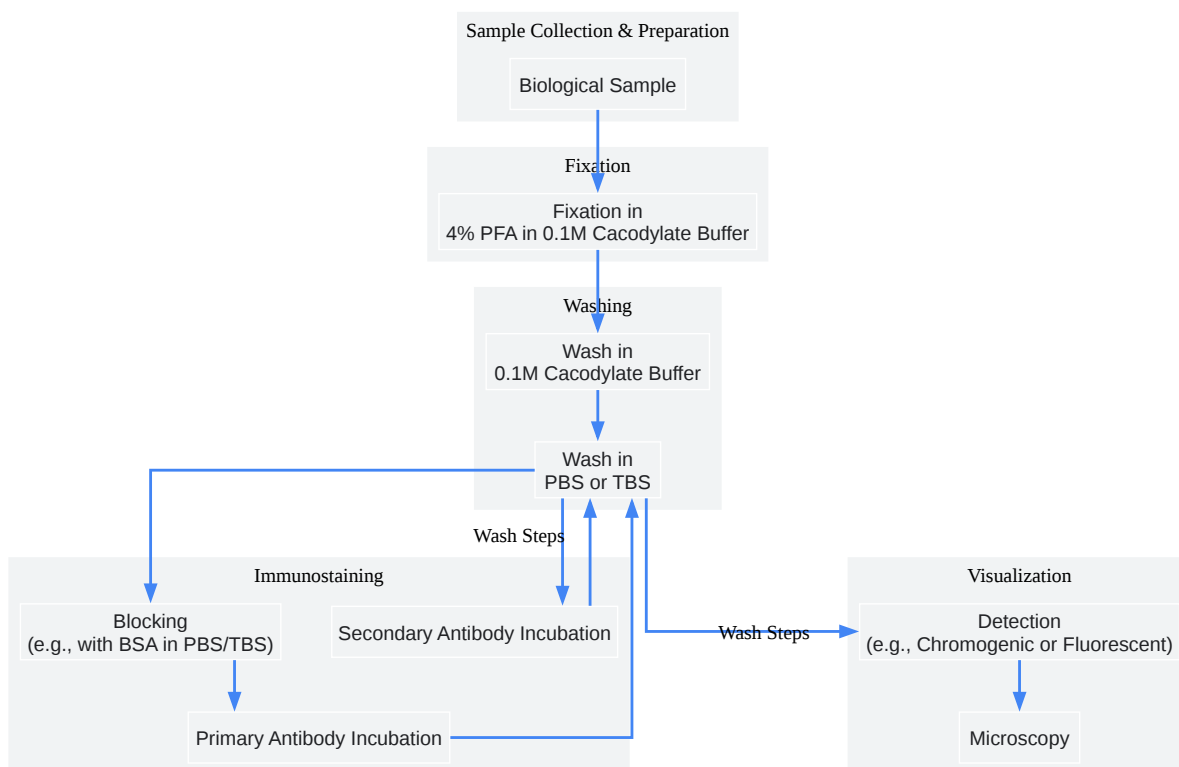 Sample Collection & Preparation
Biological Sample
Fixation
Fixation in
4% PFA in 0.1M Cacodylate Buffer
Washing
Wash in
0.1M Cacodylate Buffer
Wash in
PBS or TBS
Wash Steps
Immunostaining
Blocking
(e.g., with BSA in PBS/TBS)
Secondary Antibody Incubation
Primary Antibody Incubation
Wash Steps
Visualization
Detection
(e.g., Chromogenic or Fluorescent)
Microscopy